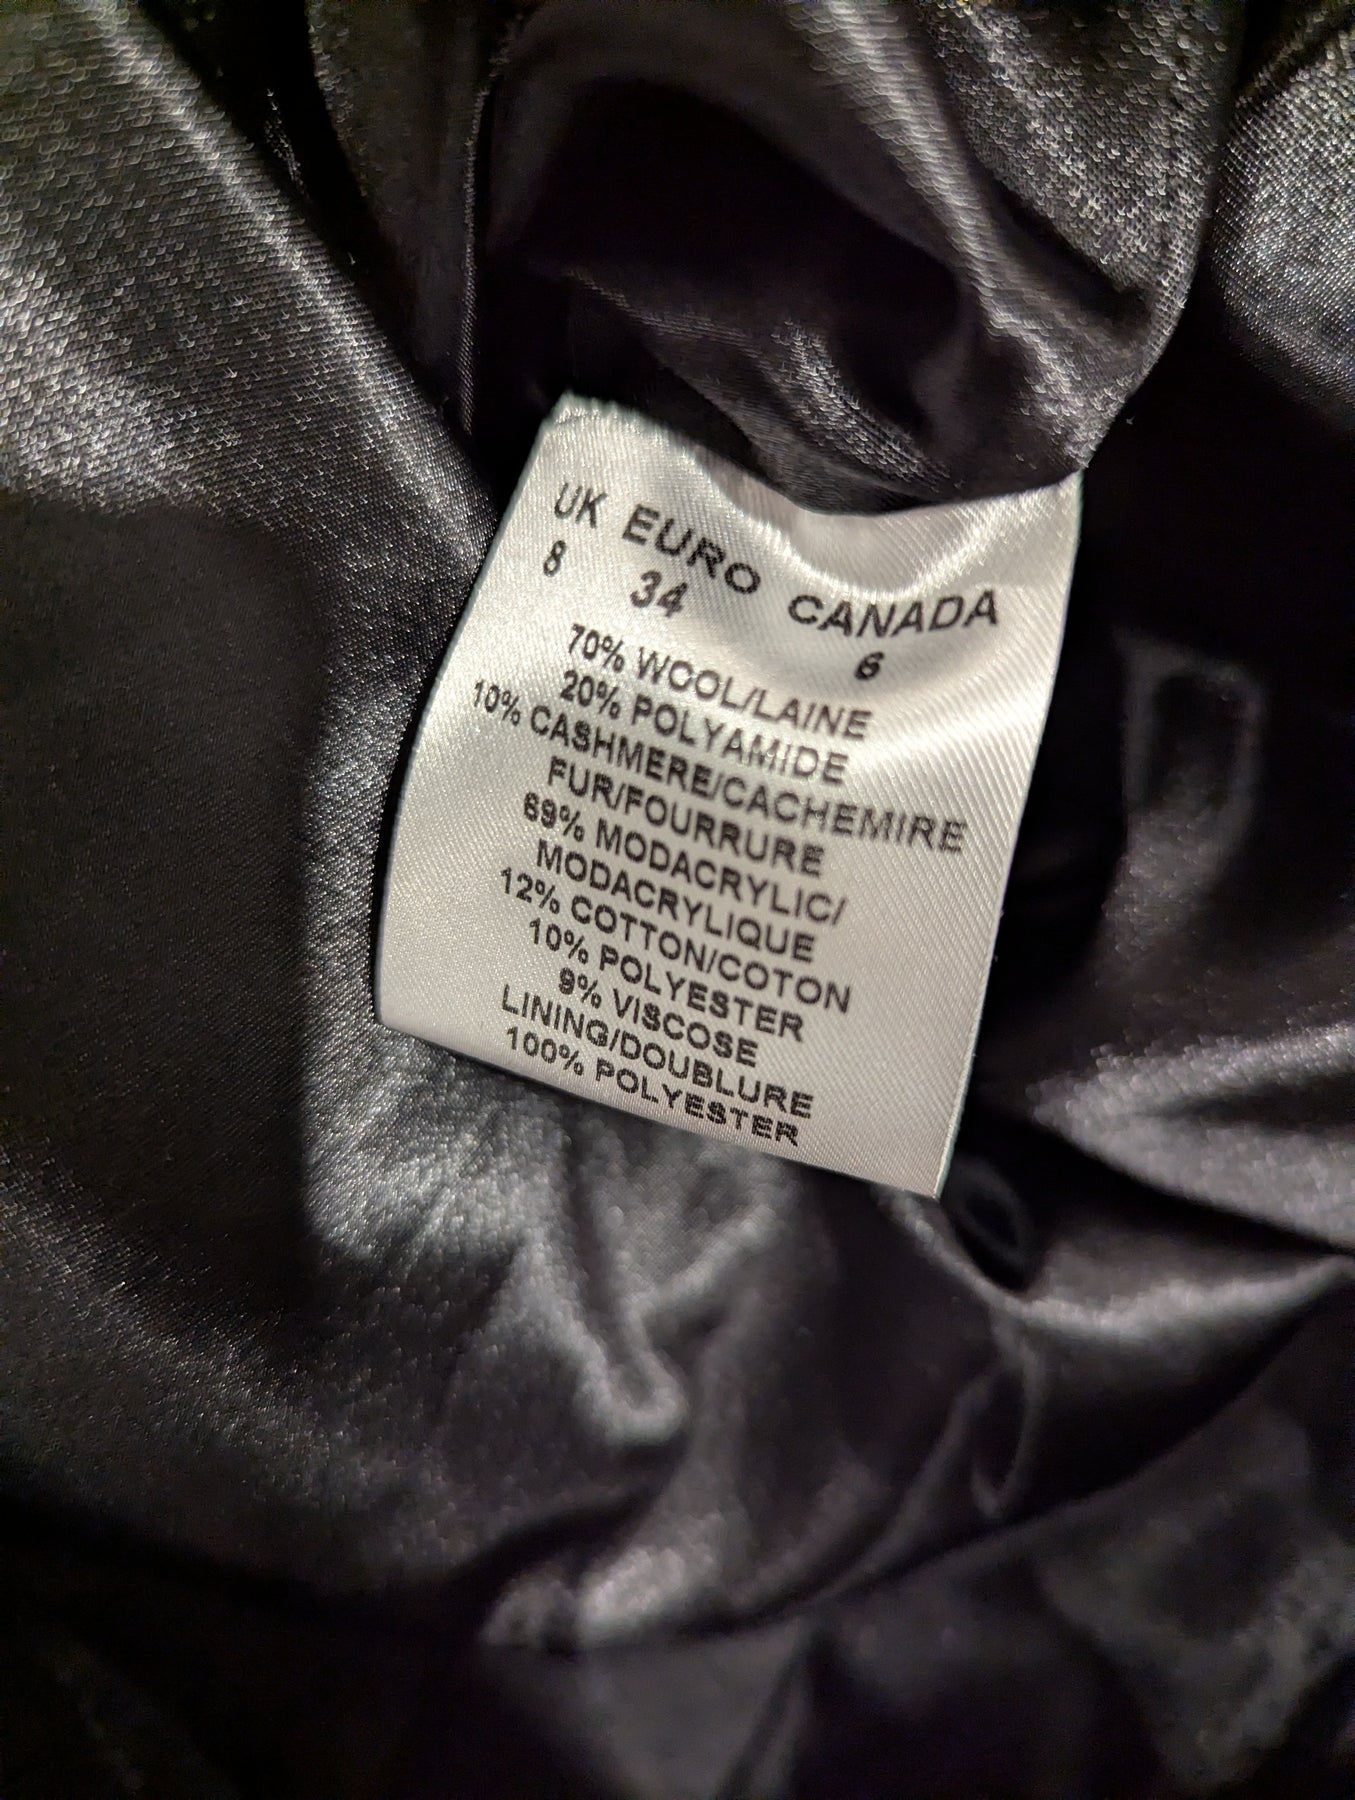 UK EURO CANADA
8 34 6
70% WOOL/LAINE
20% POLYAMIDE
10% CASHMERE/CACHEMIRE
FUR/FOURRURE
69% MODACRYLIC/
MODACRYLIQUE
12% COTTON/COTON
10% POLYESTER
9% VISCOSE
LINING/DOUBLURE
100% POLYESTER